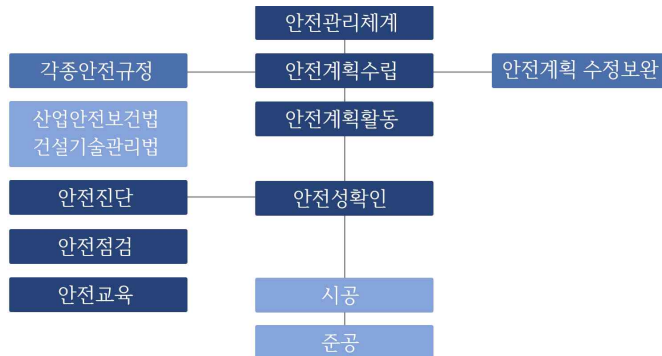 안전관리체계
각종안전규정
안전계획수립
안전계획 수정보완
산업안전보건법
건설기술관리법
안전계획활동
안전진단
안전성확인
안전점검
안전교육
시공
준공